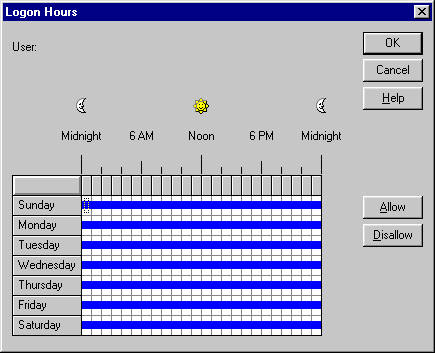 Logon Hours
User:
OK
Cancel
Help
Midnight 6 AM Noon 6 PM Midnight
Sunday
Monday
Tuesday
Wednesday
Thursday
Friday
Saturday
Allow
Disallow